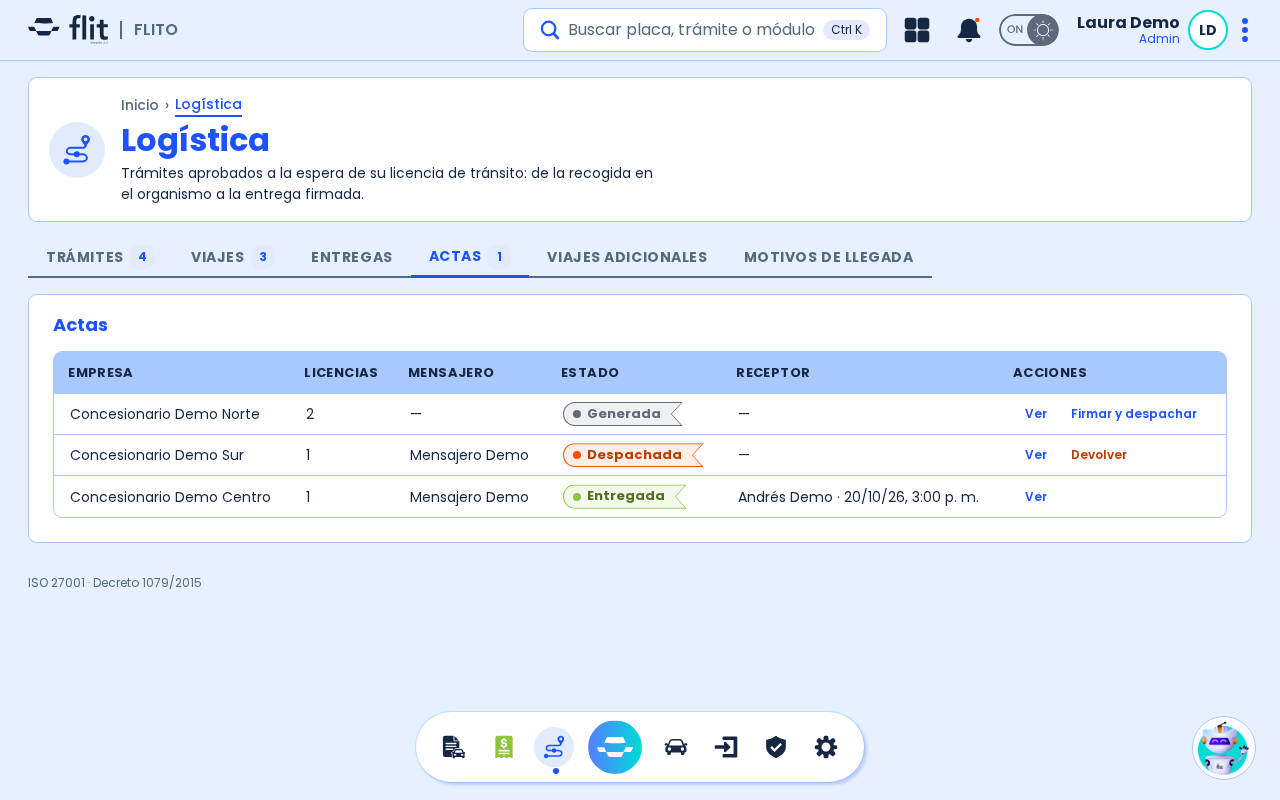 flit | FLITO
Buscar placa, trámite o módulo Ctrl K
ON
Laura Demo
Admin
LD
Inicio › Logística
Logística
Trámites aprobados a la espera de su licencia de tránsito: de la recogida en
el organismo a la entrega firmada.
TRÁMITES 4 VIAJES 3 ENTREGAS ACTAS 1 VIAJES ADICIONALES MOTIVOS DE LLEGADA
Actas
EMPRESA LICENCIAS MENSAJERO ESTADO RECEPTOR ACCIONES
Concesionario Demo Norte 2 — Generada — Ver Firmar y despachar
Concesionario Demo Sur 1 Mensajero Demo Despachada — Ver Devolver
Concesionario Demo Centro 1 Mensajero Demo Entregada Andrés Demo · 20/10/26, 3:00 p. m. Ver
ISO 27001 · Decreto 1079/2015